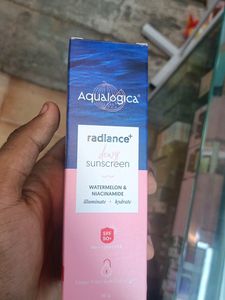 Aqualogica®
radiance+
dewy
sunscreen
WATERMELON &
NIACINAMIDE
illuminate + hydrate
SPF
50+